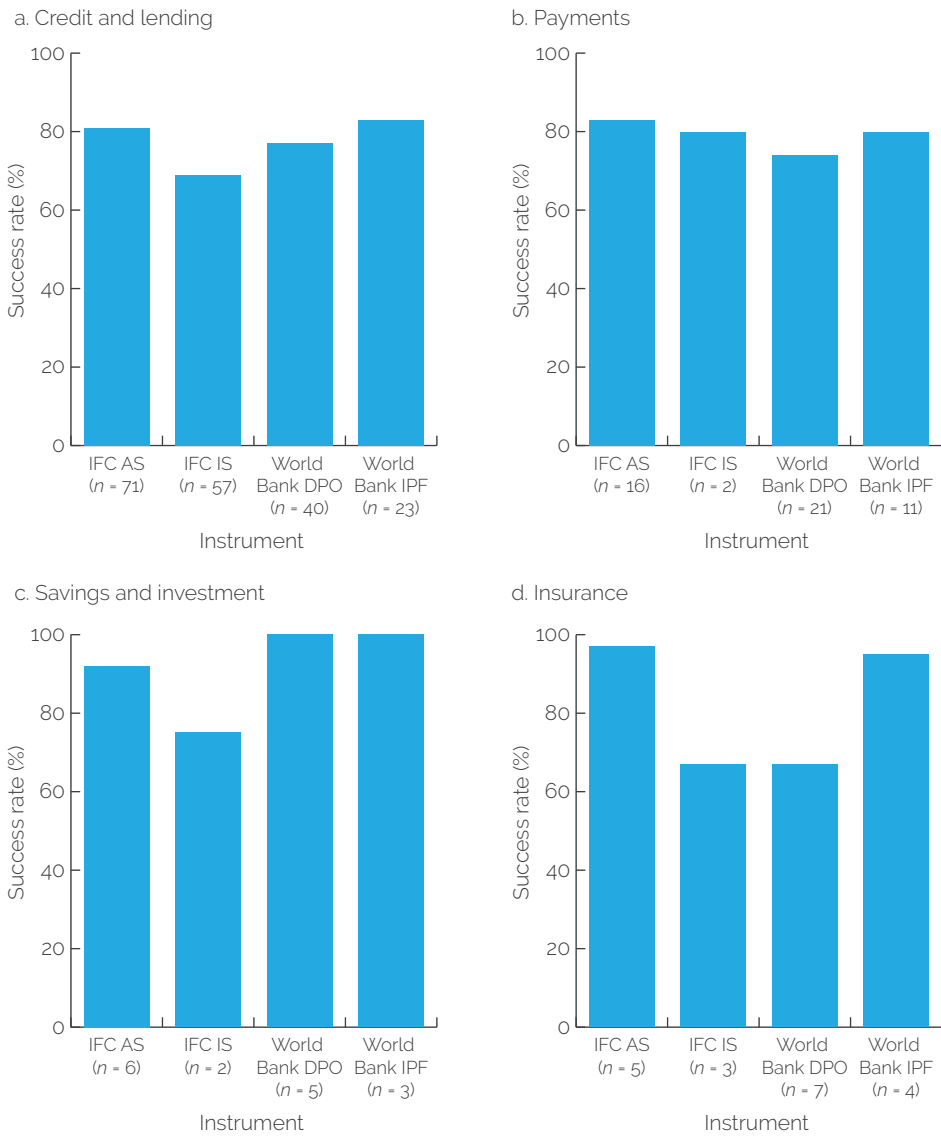 a. Credit and lending
100
80
60
40
20
0
Success rate (%)
IFC AS
(n = 71)
IFC IS
(n = 57)
World
Bank DPO
(n = 40)
World
Bank IPF
(n = 23)
Instrument
b. Payments
100
80
60
40
20
0
Success rate (%)
IFC AS
(n = 16)
IFC IS
(n = 2)
World
Bank DPO
(n = 21)
World
Bank IPF
(n = 11)
Instrument
c. Savings and investment
100
80
60
40
20
0
Success rate (%)
IFC AS
(n = 6)
IFC IS
(n = 2)
World
Bank DPO
(n = 5)
World
Bank IPF
(n = 3)
Instrument
d. Insurance
100
80
60
40
20
0
Success rate (%)
IFC AS
(n = 5)
IFC IS
(n = 3)
World
Bank DPO
(n = 7)
World
Bank IPF
(n = 4)
Instrument